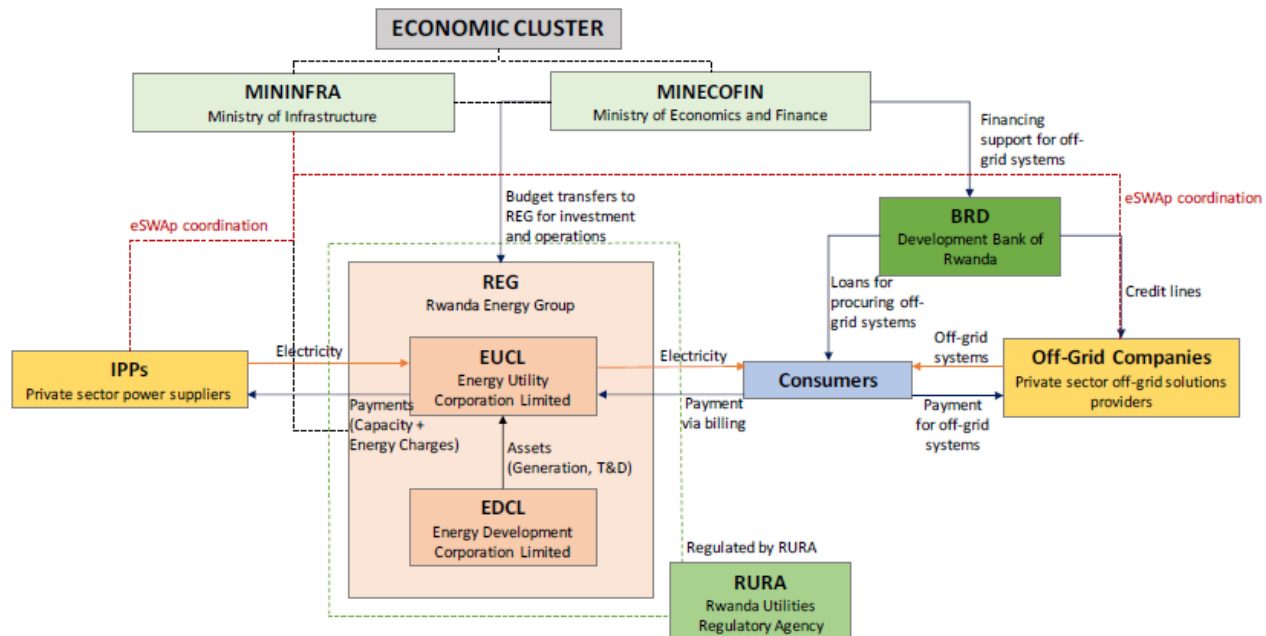 ECONOMIC CLUSTER
MININFRA
Ministry of Infrastructure
MINECOFIN
Ministry of Economics and Finance
Financing
support for off-
grid systems
Budget transfers to
REG for investment
and operations
eSWAp coordination
eSWAp coordination
BRD
Development Bank of
Rwanda
REG
Rwanda Energy Group
Loans for
procuring off-
grid systems
Credit lines
IPPs
Private sector power suppliers
Electricity
EUCL
Energy Utility
Corporation Limited
Electricity
Consumers
Off-grid
systems
Off-Grid Companies
Private sector off-grid solutions
providers
Payments
(Capacity +
Energy Charges)
Payment
via billing
Payment
for off-grid
systems
Assets
(Generation, T&D)
EDCL
Energy Development
Corporation Limited
Regulated by RURA
RURA
Rwanda Utilities
Regulatory Agency